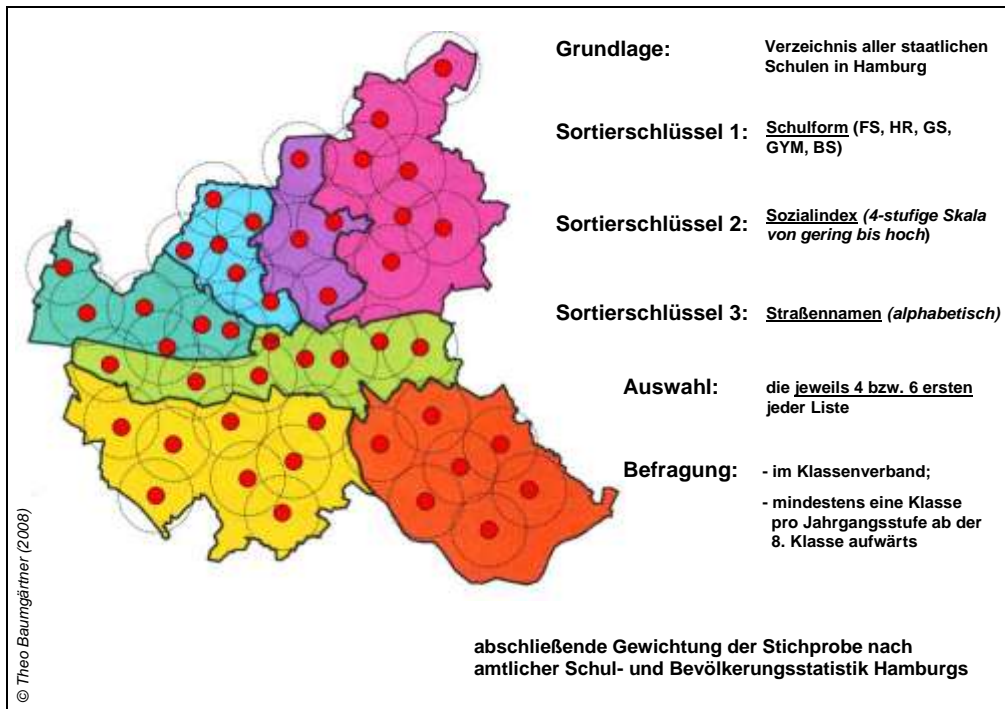 Grundlage:
Verzeichnis aller staatlichen
Schulen in Hamburg
Sortierschlüssel 1:
Schulform (FS, HR, GS,
GYM, BS)
Sortierschlüssel 2:
Sozialindex (4-stufige Skala
von gering bis hoch)
Sortierschlüssel 3:
Straßennamen (alphabetisch)
Auswahl:
die jeweils 4 bzw. 6 ersten
jeder Liste
Befragung:
- im Klassenverband;
- mindestens eine Klasse
pro Jahrgangsstufe ab der
8. Klasse aufwärts
abschließende Gewichtung der Stichprobe nach
amtlicher Schul- und Bevölkerungsstatistik Hamburgs
© Theo Baumgärtner (2008)